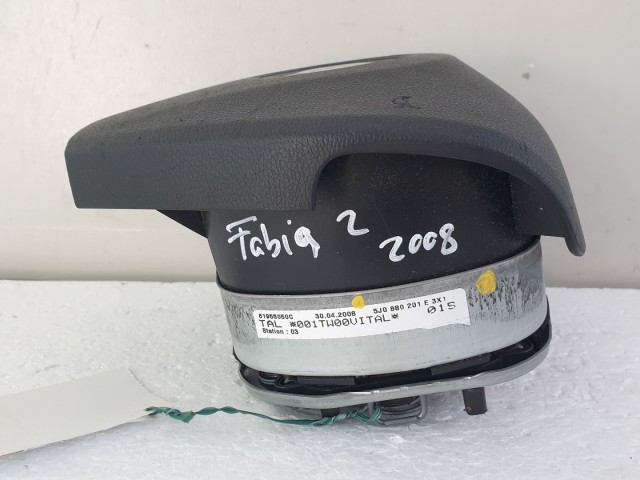 Fabia 2
2008
61955050C 30.04.2008 5J0 880 201 E 3X1
TAL *001TW00VITAL* 015
Station : 03